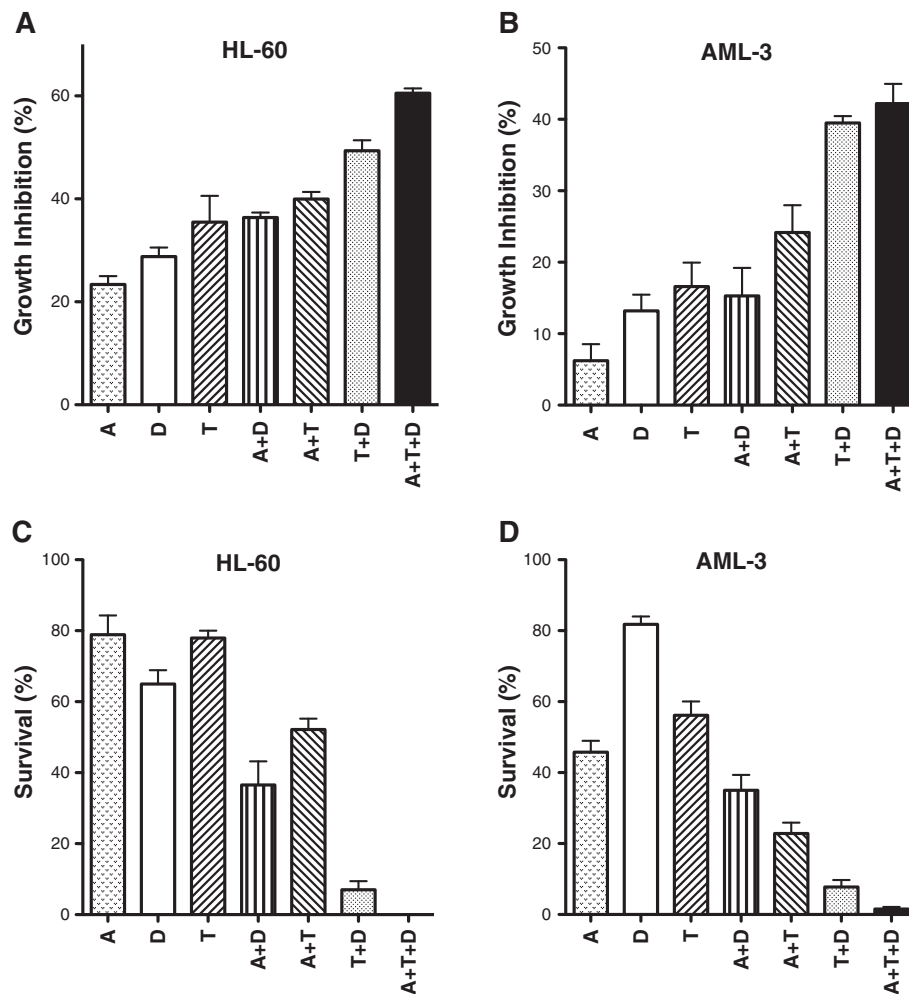 A
HL-60
Growth Inhibition (%)
60
40
20
0
A
D
T
A+D
A+T
T+D
A+T+D
B
AML-3
Growth Inhibition (%)
50
40
30
20
10
0
A
D
T
A+D
A+T
T+D
A+T+D
C
HL-60
Survival (%)
100
80
60
40
20
0
A
D
T
A+D
A+T
T+D
A+T+D
D
AML-3
Survival (%)
100
80
60
40
20
0
A
D
T
A+D
A+T
T+D
A+T+D